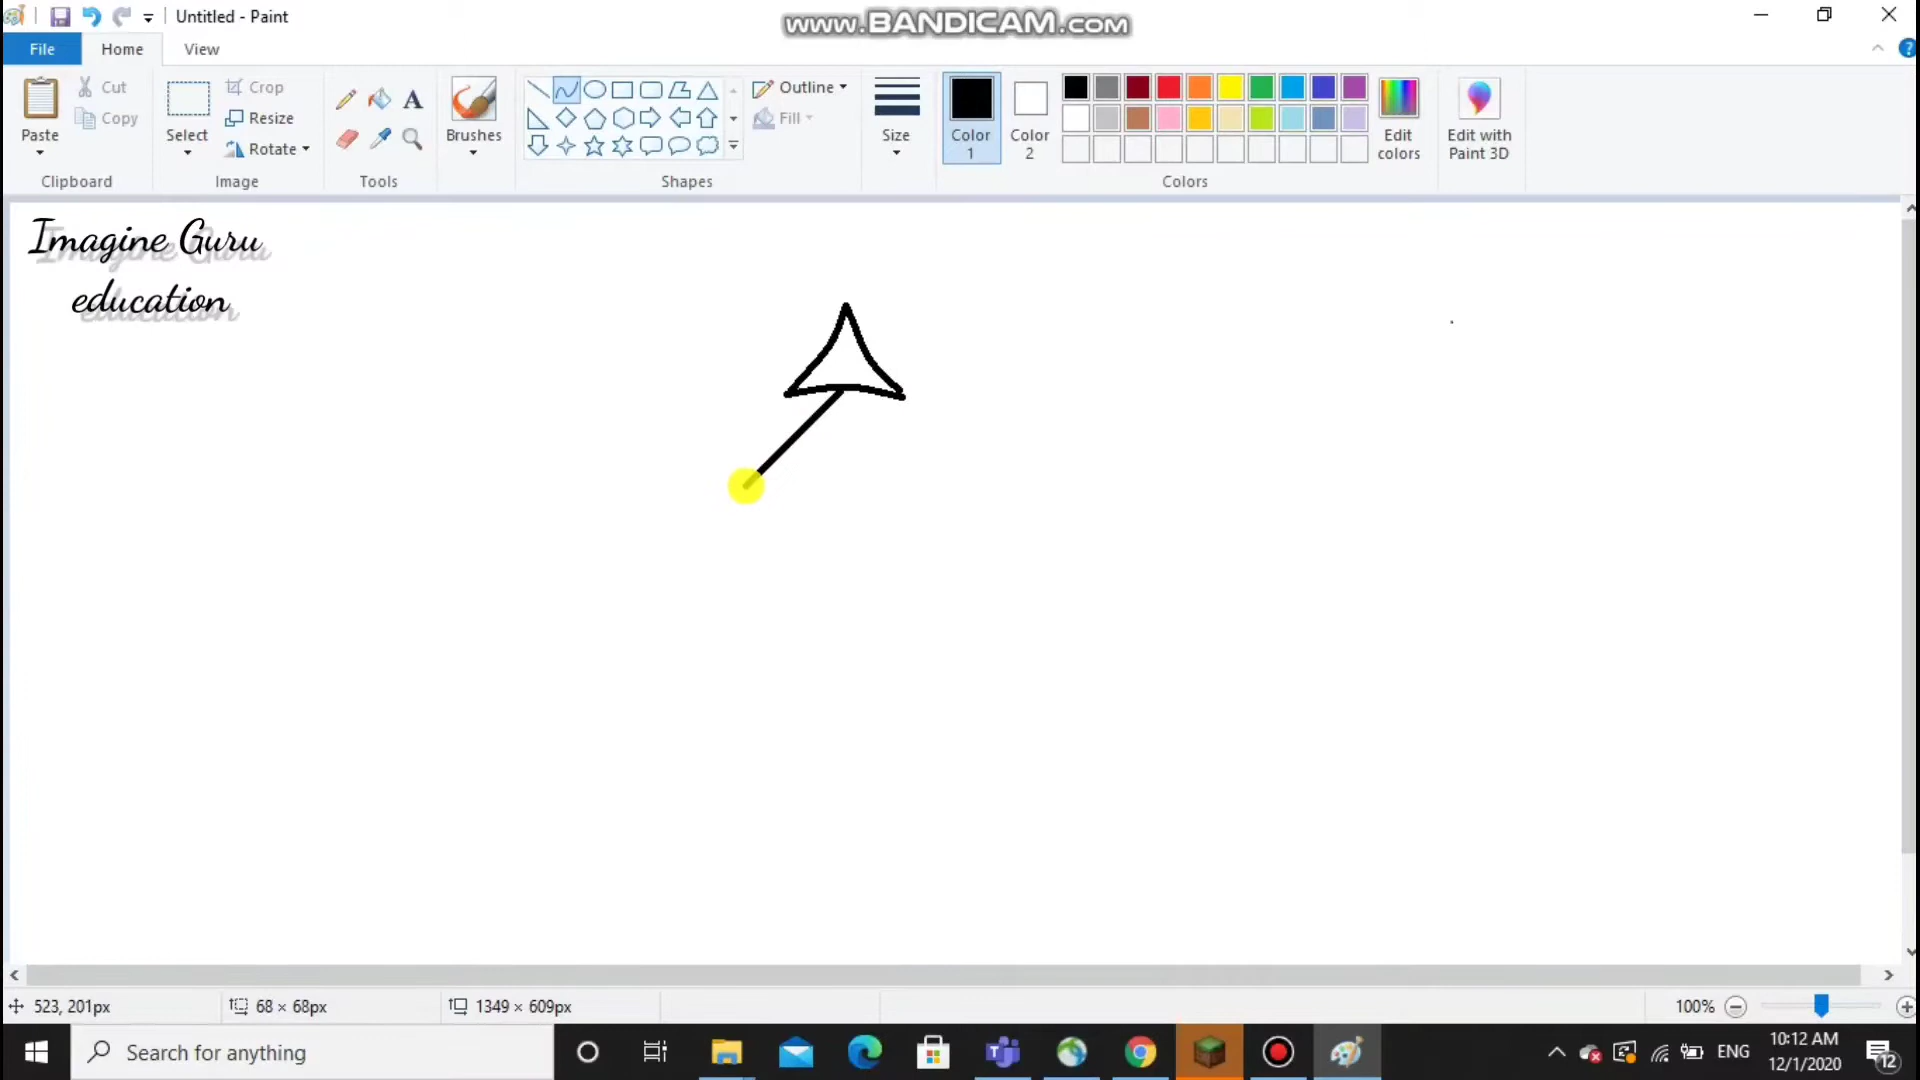 Untitled - Paint
www.BANDICAM.com
File Home View
Cut Crop Outline
Copy Resize Fill
Paste Select Rotate Brushes Size Color 1 Color 2 Edit colors Edit with Paint 3D
Clipboard Image Tools Shapes Colors
Imagine Guru
education
523, 201px 68 × 68px 1349 × 609px 100%
Search for anything ENG 10:12 AM
12/1/2020 12